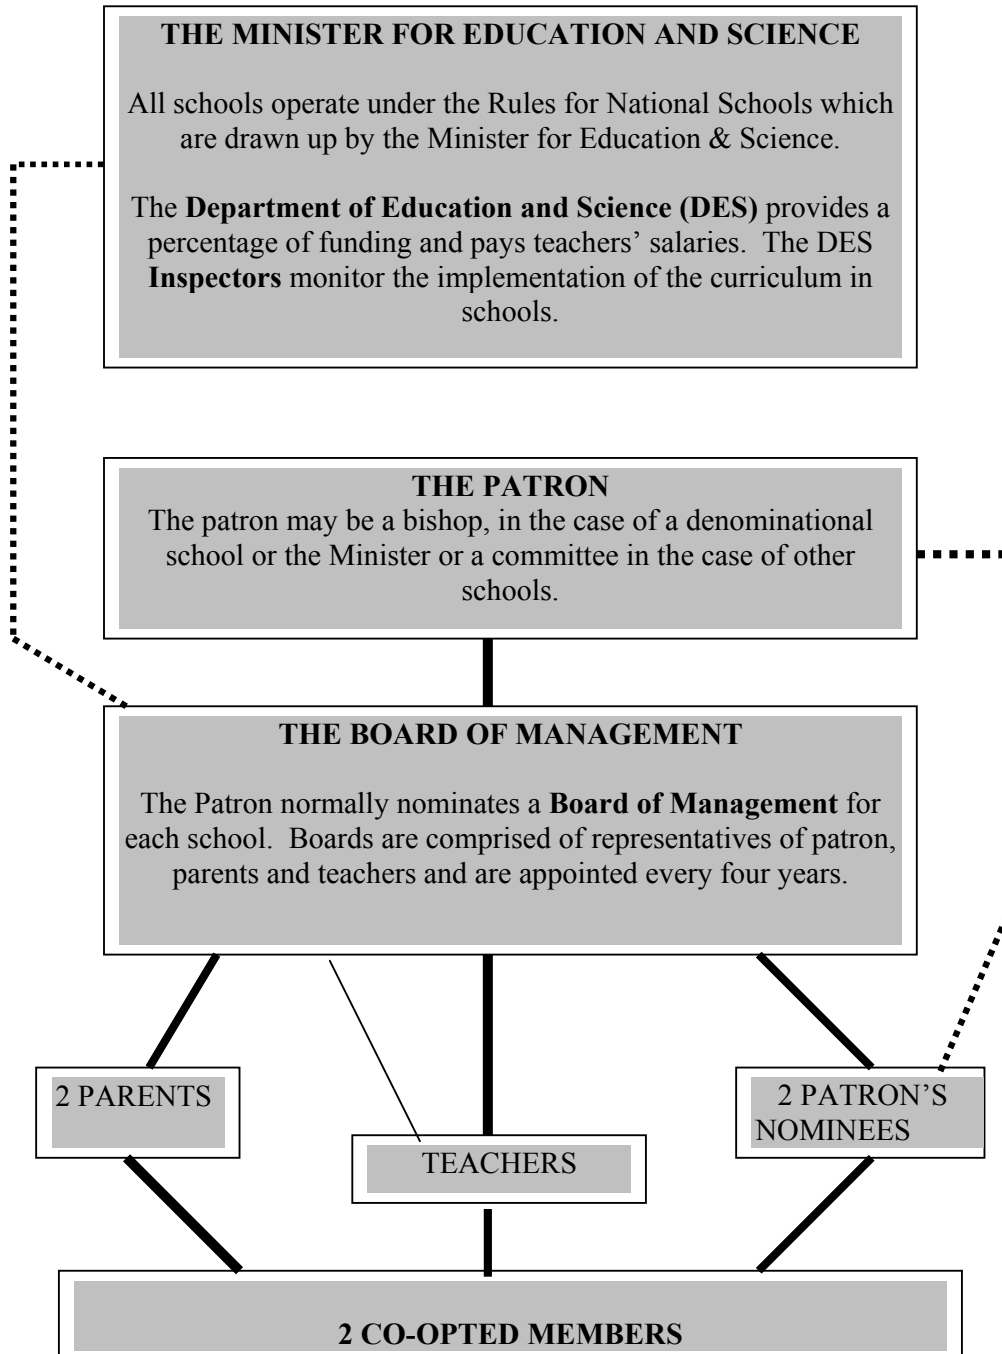 THE MINISTER FOR EDUCATION AND SCIENCE
All schools operate under the Rules for National Schools which
are drawn up by the Minister for Education & Science.
The Department of Education and Science (DES) provides a
percentage of funding and pays teachers’ salaries.  The DES
Inspectors monitor the implementation of the curriculum in
schools.
THE PATRON
The patron may be a bishop, in the case of a denominational
school or the Minister or a committee in the case of other
schools.
THE BOARD OF MANAGEMENT
The Patron normally nominates a Board of Management for
each school.  Boards are comprised of representatives of patron,
parents and teachers and are appointed every four years.
2 PARENTS
2 PATRON’S
NOMINEES
TEACHERS
2 CO-OPTED MEMBERS